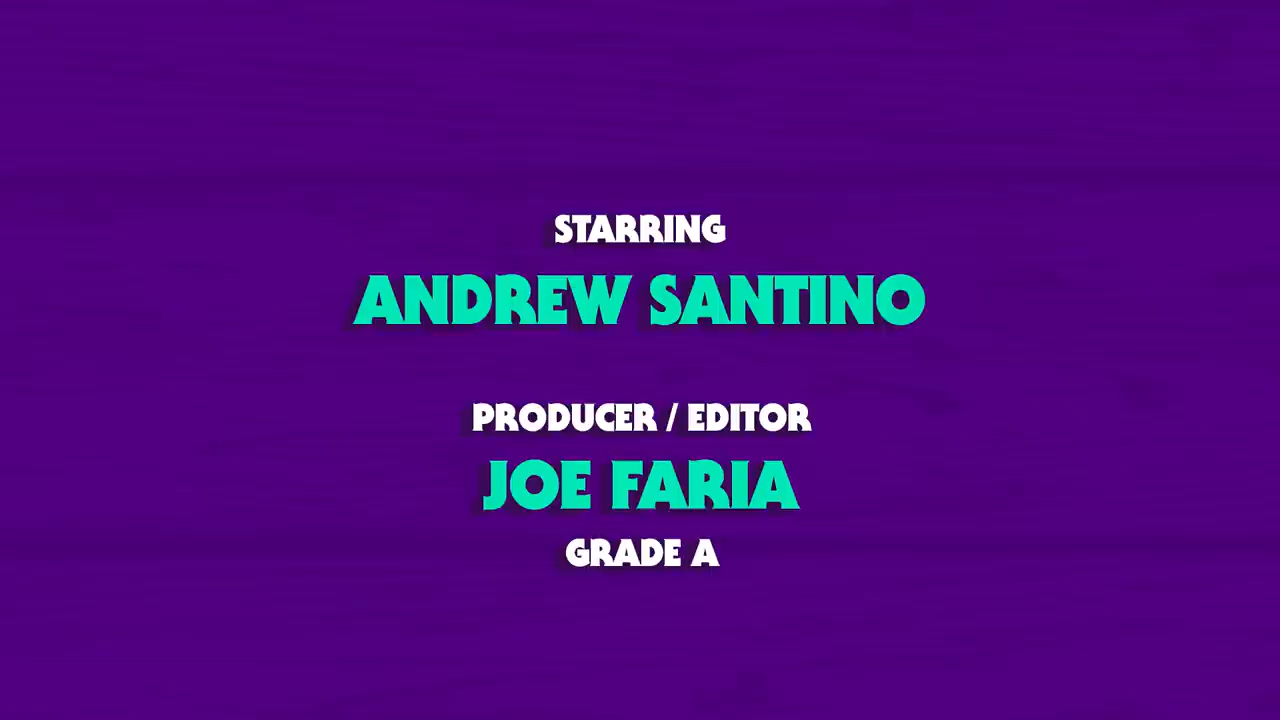 STARRING
ANDREW SANTINO
PRODUCER / EDITOR
JOE FARIA
GRADE A